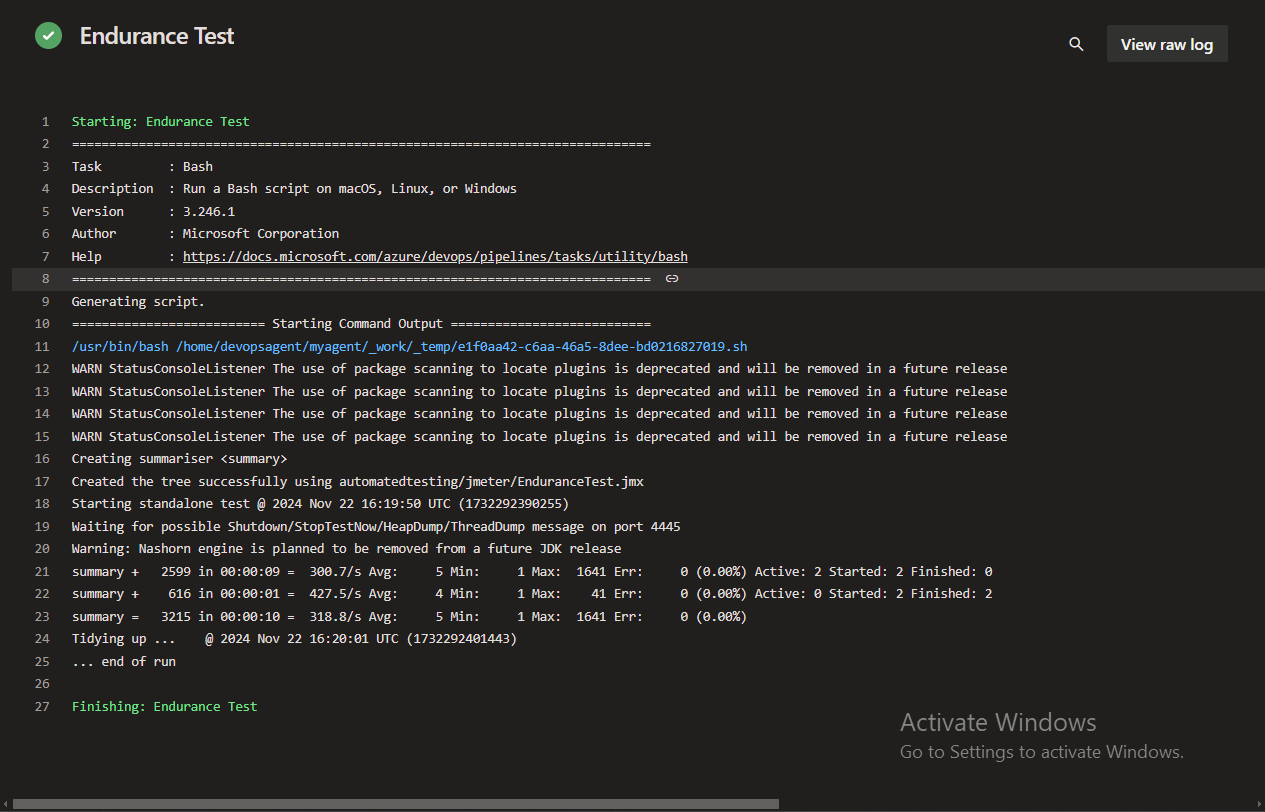 Endurance Test
View raw log
1 Starting: Endurance Test
2 ==============================================================================
3 Task         : Bash
4 Description  : Run a Bash script on macOS, Linux, or Windows
5 Version      : 3.246.1
6 Author       : Microsoft Corporation
7 Help         : https://docs.microsoft.com/azure/devops/pipelines/tasks/utility/bash
8 ==============================================================================
9 Generating script.
10 ========================== Starting Command Output ===========================
11 /usr/bin/bash /home/devopsagent/myagent/_work/_temp/e1f0aa42-c6aa-46a5-8dee-bd0216827019.sh
12 WARN StatusConsoleListener The use of package scanning to locate plugins is deprecated and will be removed in a future release
13 WARN StatusConsoleListener The use of package scanning to locate plugins is deprecated and will be removed in a future release
14 WARN StatusConsoleListener The use of package scanning to locate plugins is deprecated and will be removed in a future release
15 WARN StatusConsoleListener The use of package scanning to locate plugins is deprecated and will be removed in a future release
16 Creating summariser <summary>
17 Created the tree successfully using automatedtesting/jmeter/EnduranceTest.jmx
18 Starting standalone test @ 2024 Nov 22 16:19:50 UTC (1732292390255)
19 Waiting for possible Shutdown/StopTestNow/HeapDump/ThreadDump message on port 4445
20 Warning: Nashorn engine is planned to be removed from a future JDK release
21 summary +   2599 in 00:00:09 =  300.7/s Avg:     5 Min:     1 Max:  1641 Err:     0 (0.00%) Active: 2 Started: 2 Finished: 0
22 summary +    616 in 00:00:01 =  427.5/s Avg:     4 Min:     1 Max:    41 Err:     0 (0.00%) Active: 0 Started: 2 Finished: 2
23 summary =   3215 in 00:00:10 =  318.8/s Avg:     5 Min:     1 Max:  1641 Err:     0 (0.00%)
24 Tidying up ...    @ 2024 Nov 22 16:20:01 UTC (1732292401443)
25 ... end of run
26
27 Finishing: Endurance Test
Activate Windows
Go to Settings to activate Windows.